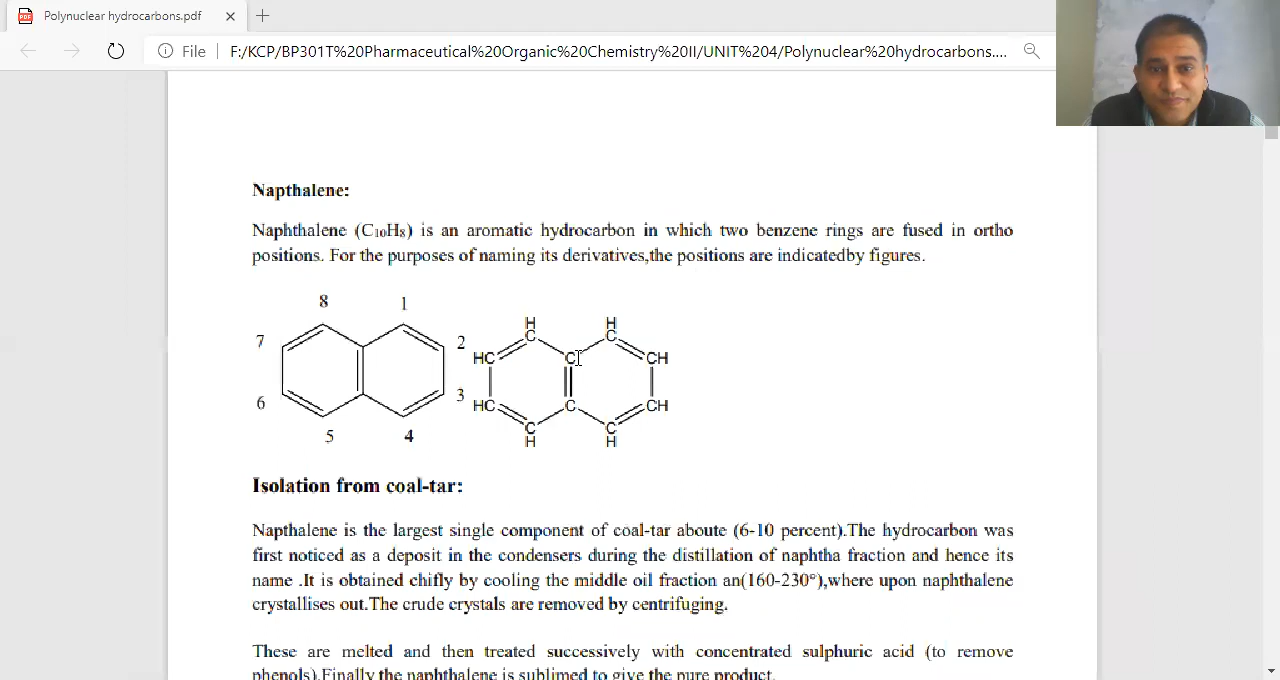 Polynuclear hydrocarbons.pdf
File F:/KCP/BP301T%20Pharmaceutical%20Organic%20Chemistry%20II/UNIT%204/Polynuclear%20hydrocarbons....
Napthalene:
Naphthalene (C₁₀H₈) is an aromatic hydrocarbon in which two benzene rings are fused in ortho
positions. For the purposes of naming its derivatives,the positions are indicatedby figures.
8 1
H H
C C
7 2 HC C CH
6 3 HC C CH
5 4 C C
H H
Isolation from coal-tar:
Napthalene is the largest single component of coal-tar aboute (6-10 percent).The hydrocarbon was
first noticed as a deposit in the condensers during the distillation of naphtha fraction and hence its
name .It is obtained chifly by cooling the middle oil fraction an(160-230°),where upon naphthalene
crystallises out.The crude crystals are removed by centrifuging.
These are melted and then treated successively with concentrated sulphuric acid (to remove
phenols).Finally the naphthalene is sublimed to give the pure product.